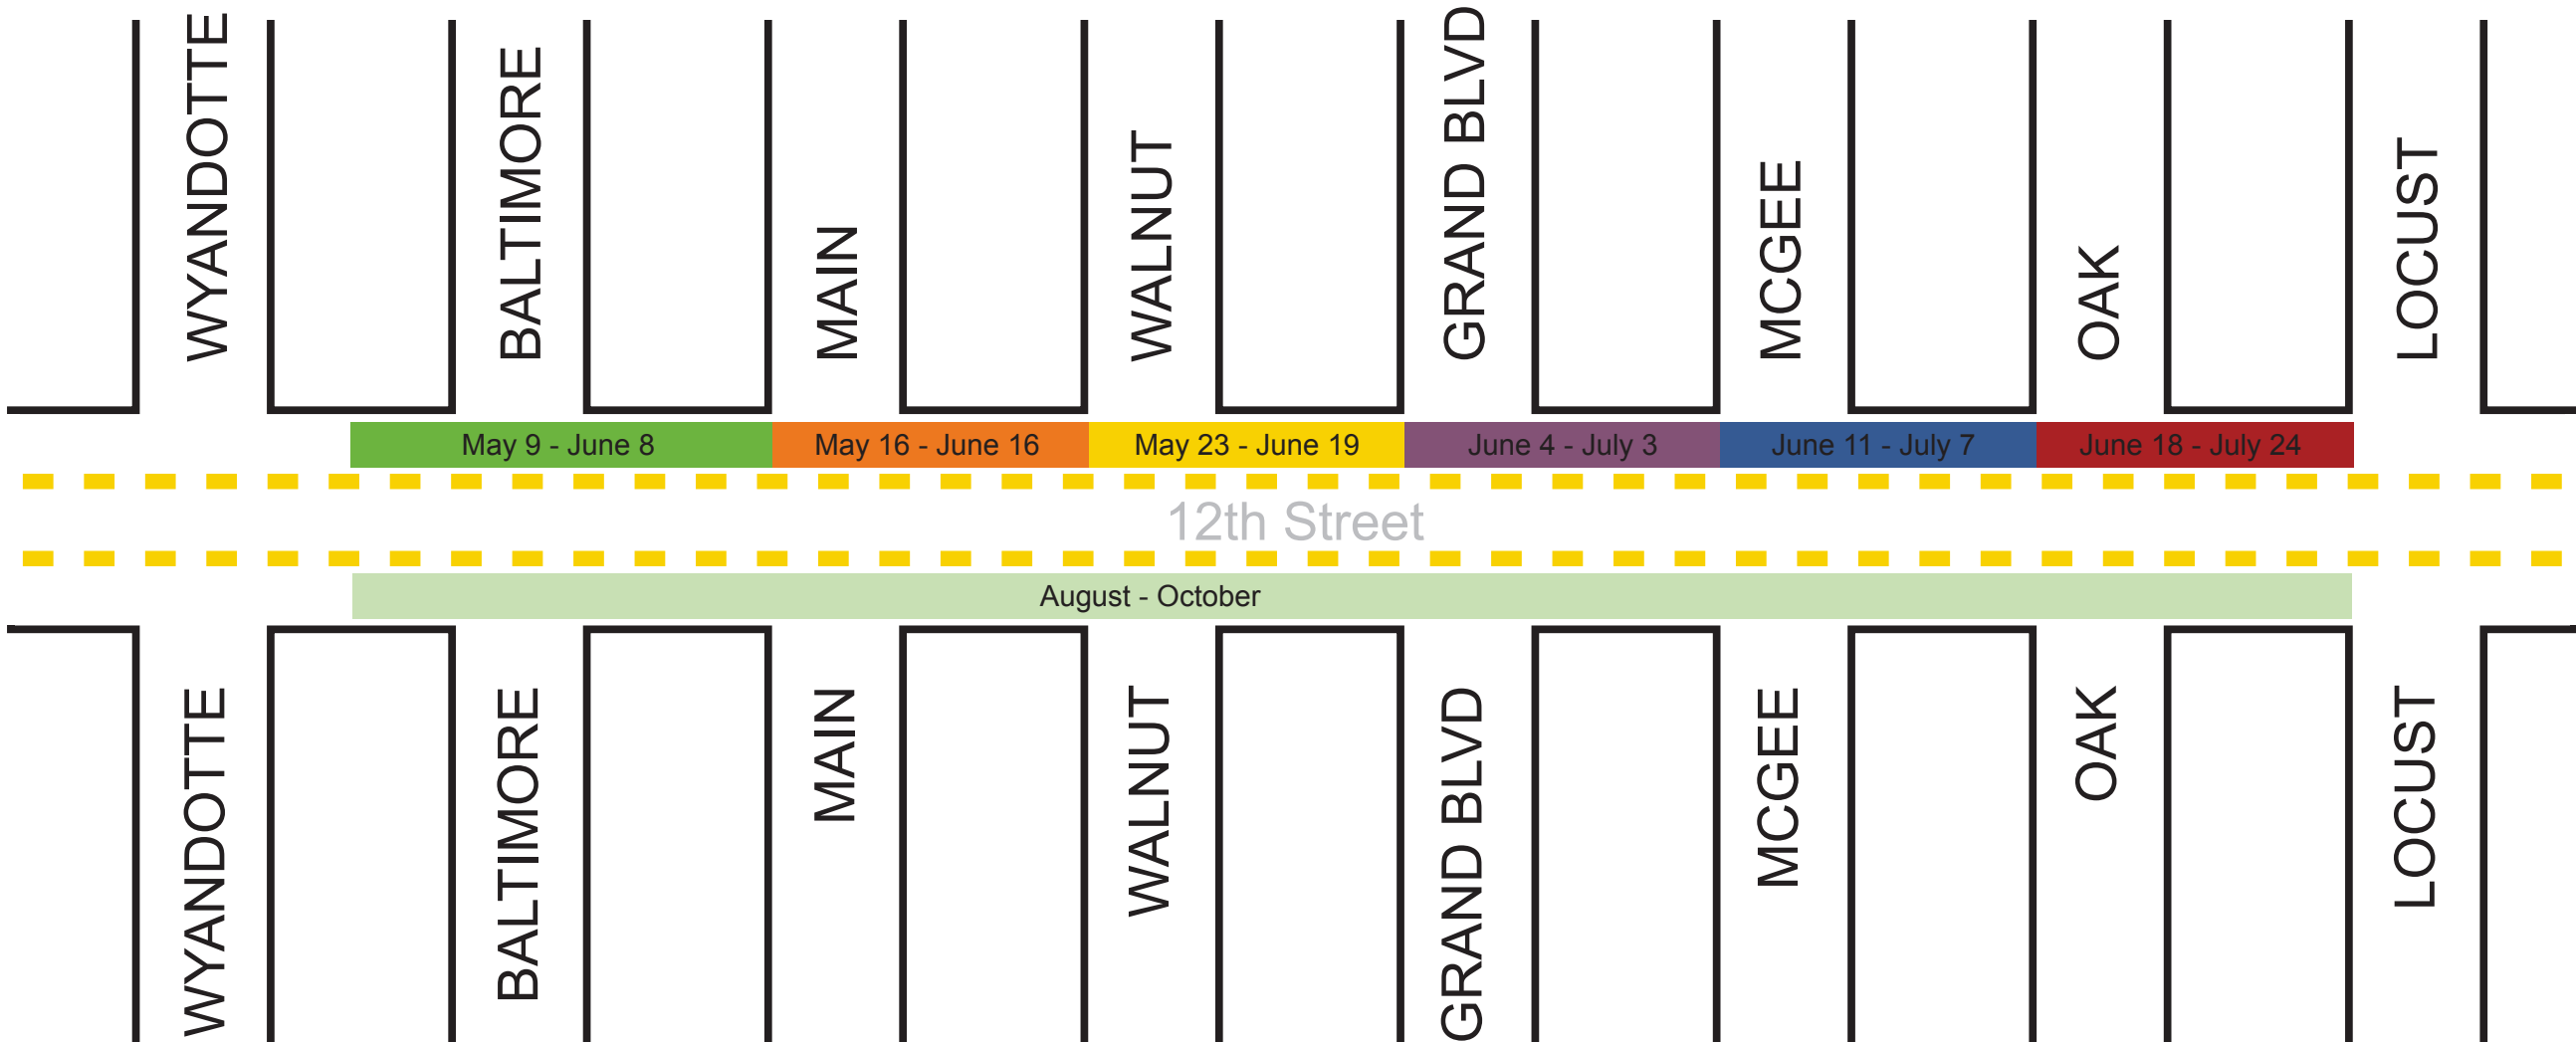 WYANDOTTE
BALTIMORE
MAIN
WALNUT
GRAND BLVD
MCGEE
OAK
LOCUST
May 9 - June 8
May 16 - June 16
May 23 - June 19
June 4 - July 3
June 11 - July 7
June 18 - July 24
12th Street
August - October
WYANDOTTE
BALTIMORE
MAIN
WALNUT
GRAND BLVD
MCGEE
OAK
LOCUST